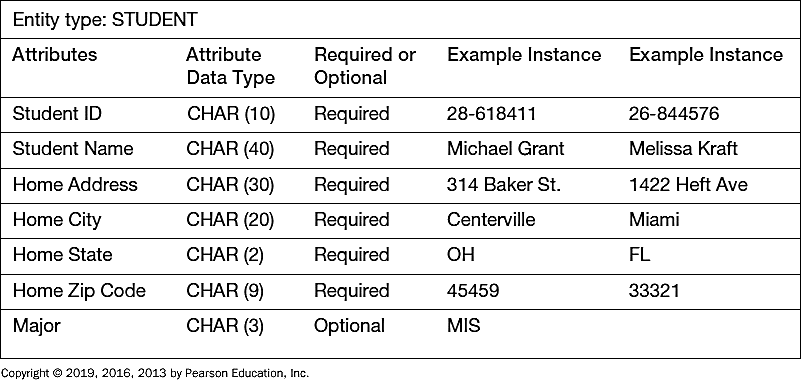 Entity type: STUDENT
Attributes Attribute Data Type Required or Optional Example Instance Example Instance
Student ID CHAR (10) Required 28-618411 26-844576
Student Name CHAR (40) Required Michael Grant Melissa Kraft
Home Address CHAR (30) Required 314 Baker St. 1422 Heft Ave
Home City CHAR (20) Required Centerville Miami
Home State CHAR (2) Required OH FL
Home Zip Code CHAR (9) Required 45459 33321
Major CHAR (3) Optional MIS
Copyright © 2019, 2016, 2013 by Pearson Education, Inc.